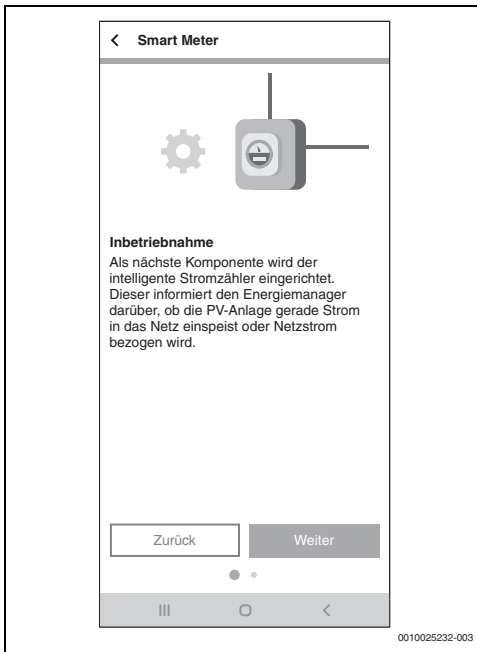 Smart Meter
Inbetriebnahme
Als nächste Komponente wird der
intelligente Stromzähler eingerichtet.
Dieser informiert den Energiemanager
darüber, ob die PV-Anlage gerade Strom
in das Netz einspeist oder Netzstrom
bezogen wird.
Zurück
Weiter
0010025232-003